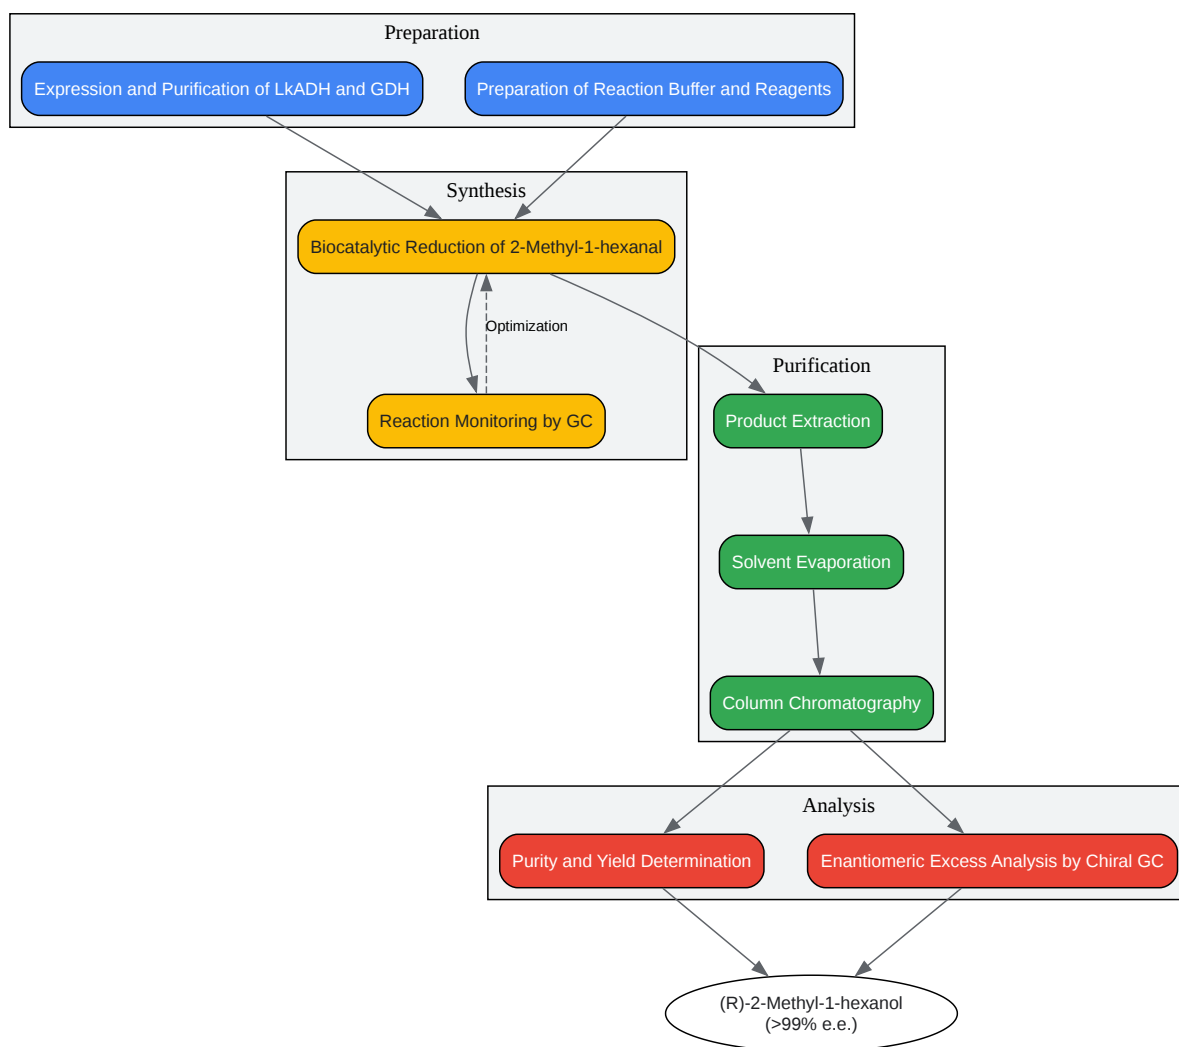 Preparation
Expression and Purification of LkADH and GDH
Preparation of Reaction Buffer and Reagents
Synthesis
Biocatalytic Reduction of 2-Methyl-1-hexanal
Optimization
Reaction Monitoring by GC
Purification
Product Extraction
Solvent Evaporation
Column Chromatography
Analysis
Purity and Yield Determination
Enantiomeric Excess Analysis by Chiral GC
(R)-2-Methyl-1-hexanol
(>99% e.e.)